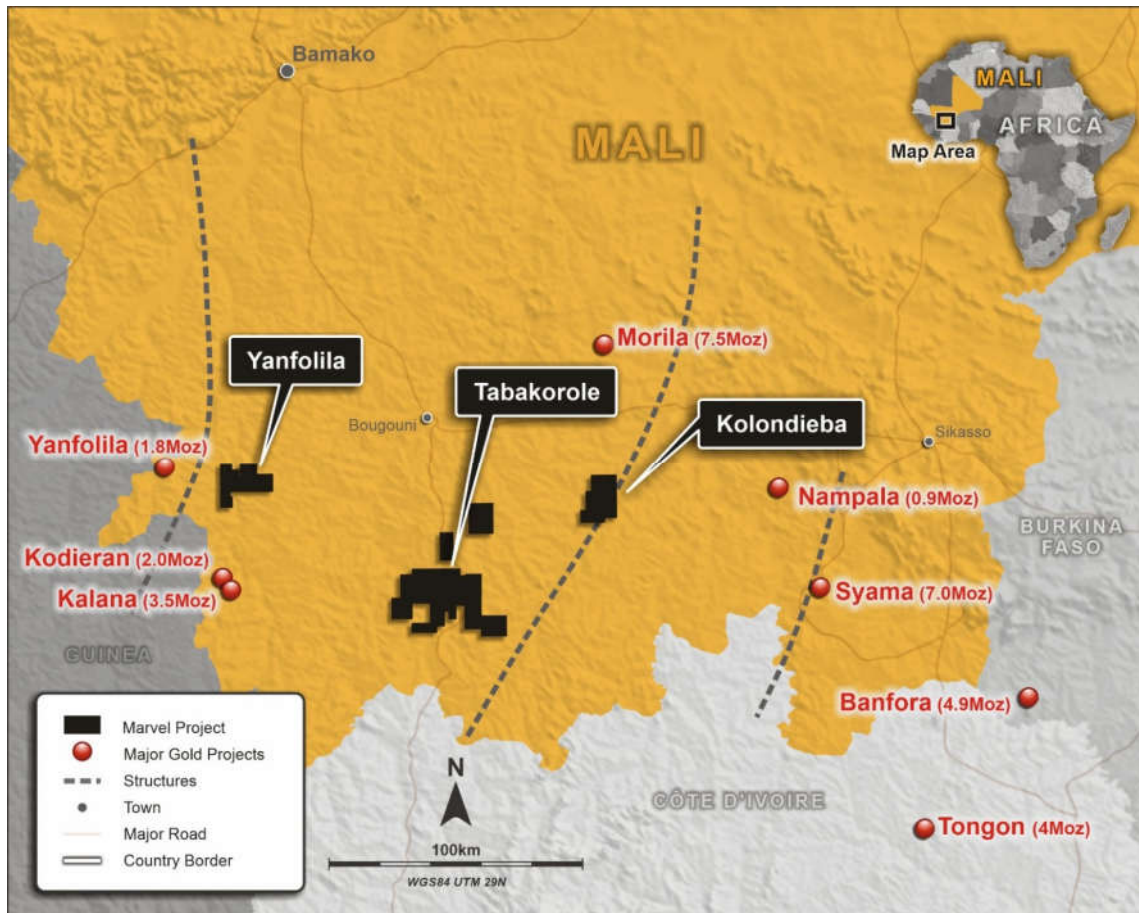 Bamako
MALI
MALI
AFRICA
Map Area
Yanfolila
Morila (7.5Moz)
Tabakorole
Kolondieba
Bougouni
Sikasso
Yanfolila (1.8Moz)
Nampala (0.9Moz)
BURKINA
FASO
Kodieran (2.0Moz)
Kalana (3.5Moz)
Syama (7.0Moz)
GUINEA
Banfora (4.9Moz)
Marvel Project
Major Gold Projects
Structures
Town
Major Road
Country Border
N
CÔTE D'IVOIRE
Tongon (4Moz)
100km
WGS84 UTM 29N